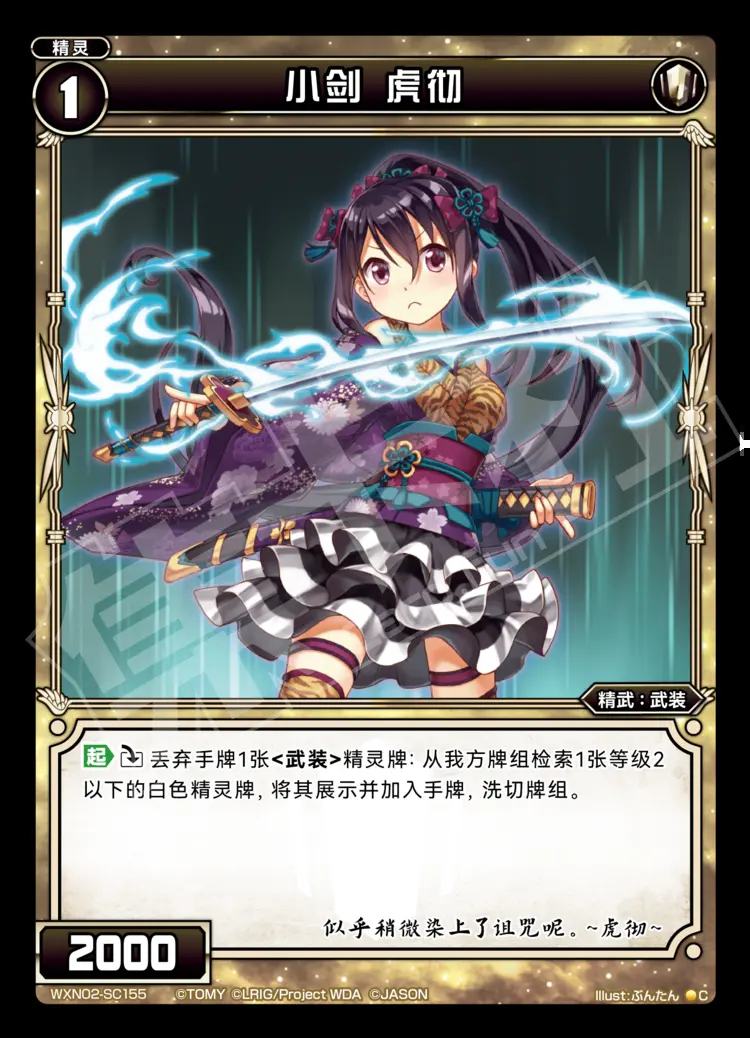 精灵
1
小剑 虎彻
精武:武装
起 丢弃手牌1张<武装>精灵牌:从我方牌组检索1张等级2
以下的白色精灵牌,将其展示并加入手牌,洗切牌组。
似乎稍微染上了诅咒呢。~虎彻~
2000
WXN02-SC155 ©TOMY ©LRIG/Project WDA ©JASON
Illust:ぶんたん C